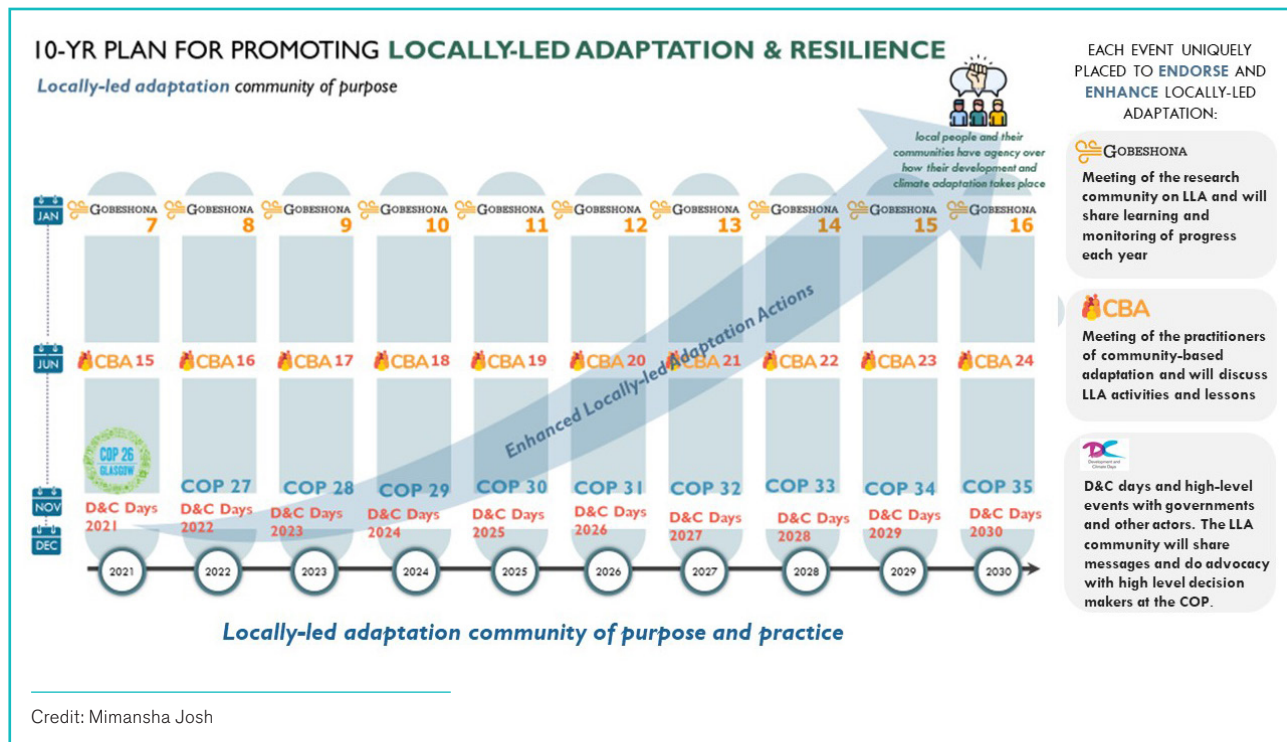 10-YR PLAN FOR PROMOTING LOCALLY-LED ADAPTATION & RESILIENCE
Locally-led adaptation community of purpose
local people and their
communities have agency over
how their development and
climate adaptation takes place
JAN
GOBESHONA 7
GOBESHONA 8
GOBESHONA 9
GOBESHONA 10
GOBESHONA 11
GOBESHONA 12
GOBESHONA 13
GOBESHONA 14
GOBESHONA 15
GOBESHONA 16
JUN
CBA 15
CBA 16
CBA 17
CBA 18
CBA 19
CBA 20
CBA 21
CBA 22
CBA 23
CBA 24
Enhanced Locally-led Adaptation Actions
NOV
DEC
COP 26
GLASGOW
COP 27
COP 28
COP 29
COP 30
COP 31
COP 32
COP 33
COP 34
COP 35
D&C Days
2021
D&C Days
2022
D&C Days
2023
D&C Days
2024
D&C Days
2025
D&C Days
2026
D&C Days
2027
D&C Days
2028
D&C Days
2029
D&C Days
2030
2021
2022
2023
2024
2025
2026
2027
2028
2029
2030
Locally-led adaptation community of purpose and practice
EACH EVENT UNIQUELY
PLACED TO ENDORSE AND
ENHANCE LOCALLY-LED
ADAPTATION:
GOBESHONA
Meeting of the research
community on LLA and will
share learning and
monitoring of progress
each year
CBA
Meeting of the practitioners
of community-based
adaptation and will discuss
LLA activities and lessons
DC
Development and
Climate Days
D&C days and high-level
events with governments
and other actors. The LLA
community will share
messages and do advocacy
with high level decision
makers at the COP.
Credit: Mimansha Josh